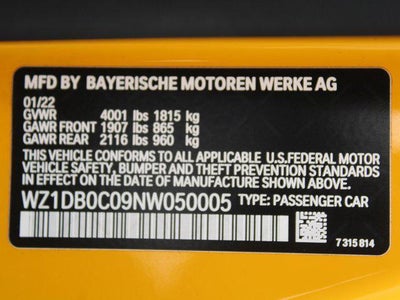 MFD BY BAYERISCHE MOTOREN WERKE AG
01/22
GVWR 4001 lbs 1815 kg
GAWR FRONT 1907 lbs 865 kg
GAWR REAR 2116 lbs 960 kg
THIS VEHICLE CONFORMS TO ALL APPLICABLE U.S.FEDERAL MOTOR
VEHICLE SAFETY, BUMPER AND THEFT PREVENTION STANDARDS
IN EFFECT ON THE DATE OF MANUFACTURE SHOWN ABOVE.
WZ1DB0C09NW050005 TYPE: PASSENGER CAR
7 315 814